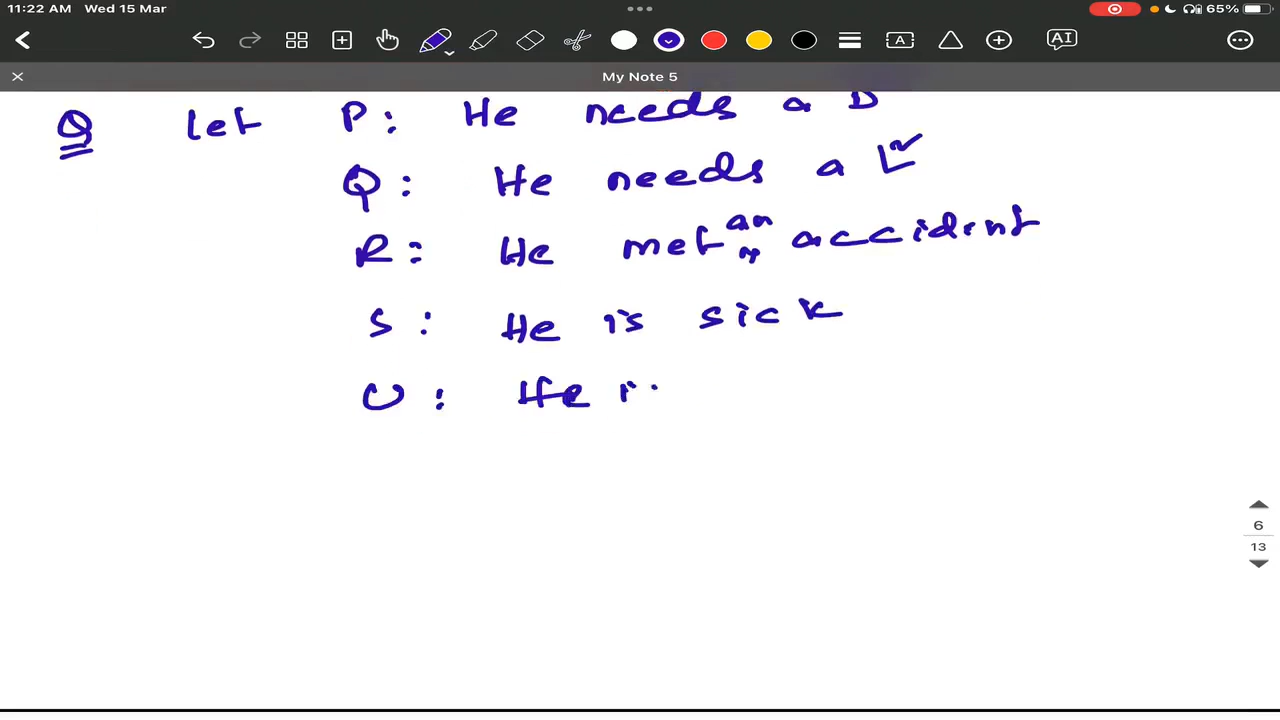 11:22 AM Wed 15 Mar
65%
A
AI
My Note 5
Q Let P: He needs a D
Q: He needs a L
R: He met an accident
S: He is sick
U: He
6
13